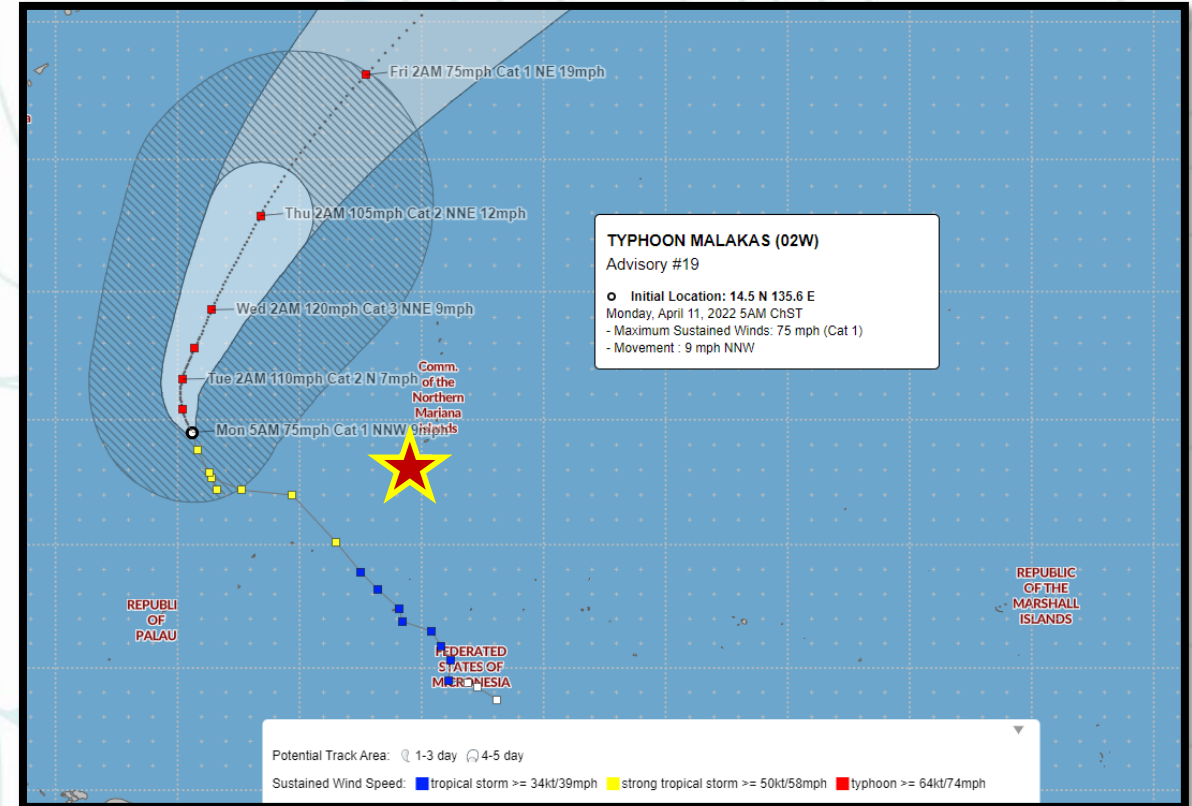 Fri 2AM 75mph Cat 1 NE 19mph
Thu 2AM 105mph Cat 2 NNE 12mph
TYPHOON MALAKAS (02W)
Advisory #19
Initial Location: 14.5 N 135.6 E
Monday, April 11, 2022 5AM ChST
- Maximum Sustained Winds: 75 mph (Cat 1)
- Movement : 9 mph NNW
Wed 2AM 120mph Cat 3 NNE 9mph
Comm.
of the
Northern
Mariana
Islands
Tue 2AM 110mph Cat 2 N 7mph
Mon 5AM 75mph Cat 1 NNW 9mph
REPUBLI
OF
PALAU
REPUBLIC
OF THE
MARSHALL
ISLANDS
FEDERATED
STATES OF
MICRONESIA
Potential Track Area: 1-3 day 4-5 day
Sustained Wind Speed: tropical storm >= 34kt/39mph strong tropical storm >= 50kt/58mph typhoon >= 64kt/74mph